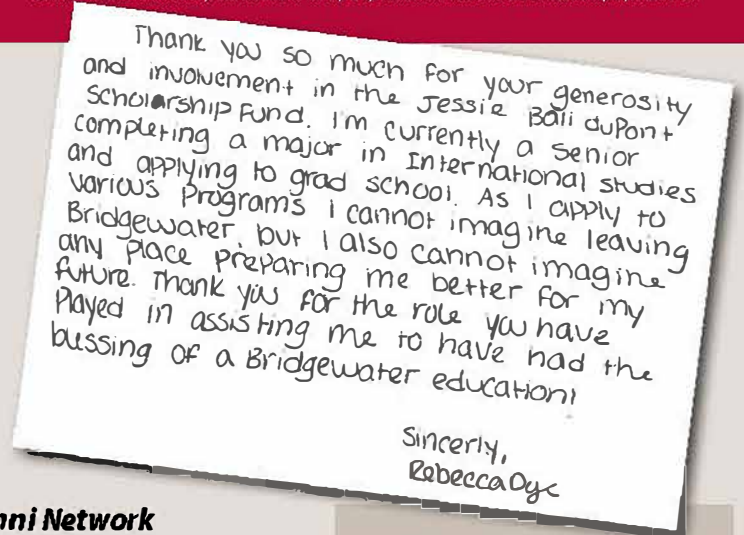 Thank you so much for your generosity
and involvement in the Jessie Ball duPont
Scholarship Fund. I'm currently a senior
completing a major in International studies
and applying to grad school. As I apply to
various programs I cannot imagine leaving
Bridgewater, but I also cannot imagine
any place preparing me better for my
future. Thank you for the role you have
played in assisting me to have had the
blessing of a Bridgewater education!
Sincerly,
Rebecca Dyc
nni Network